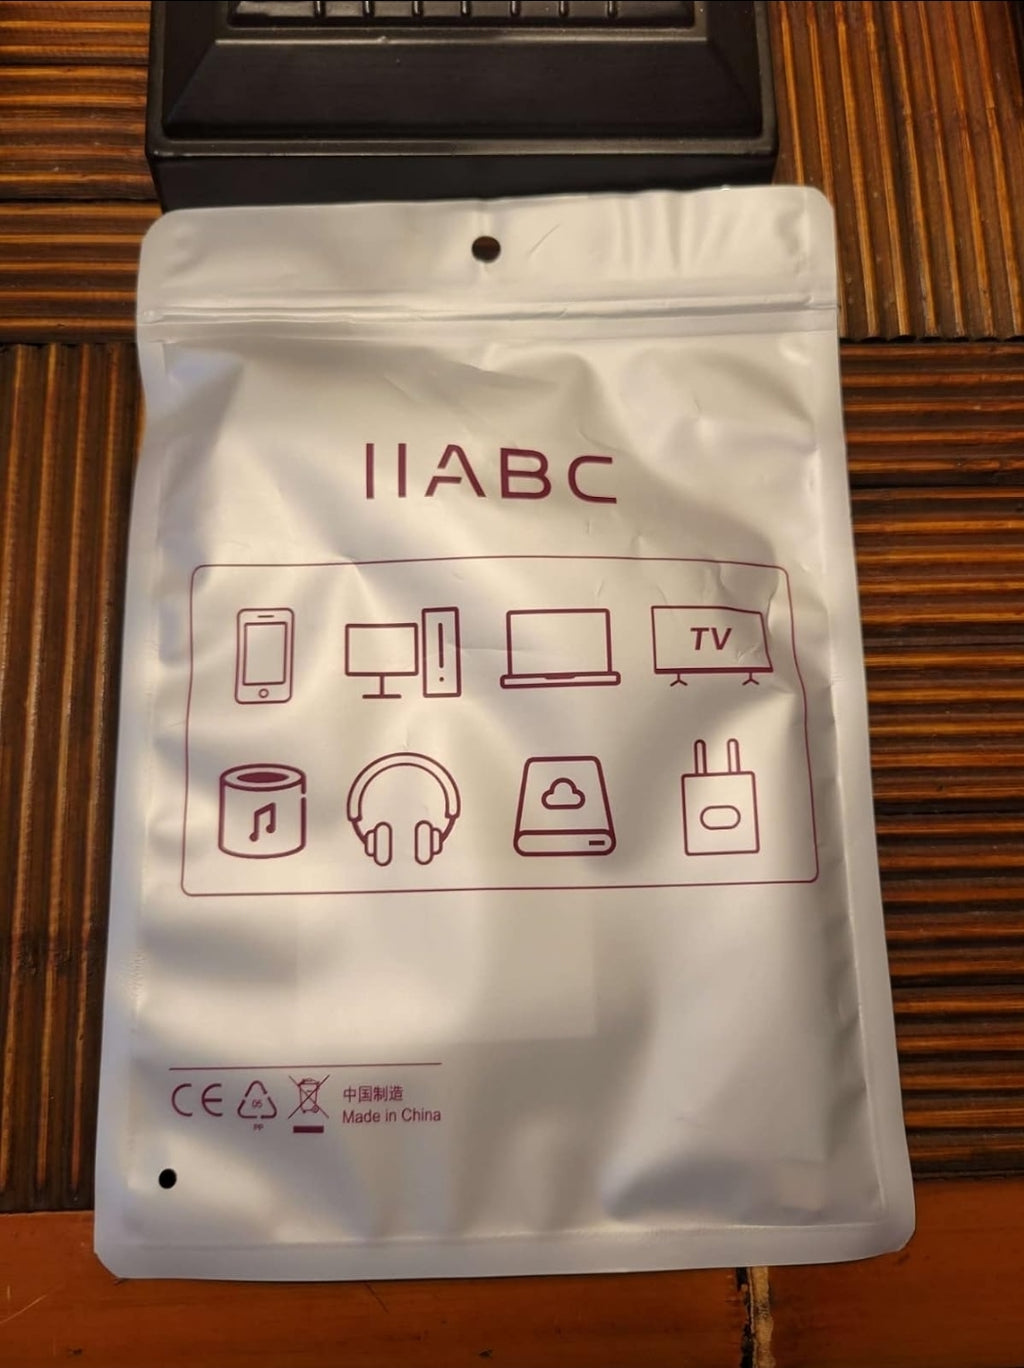 IIABC
TV
CE
05
PP
中国制造
Made in China